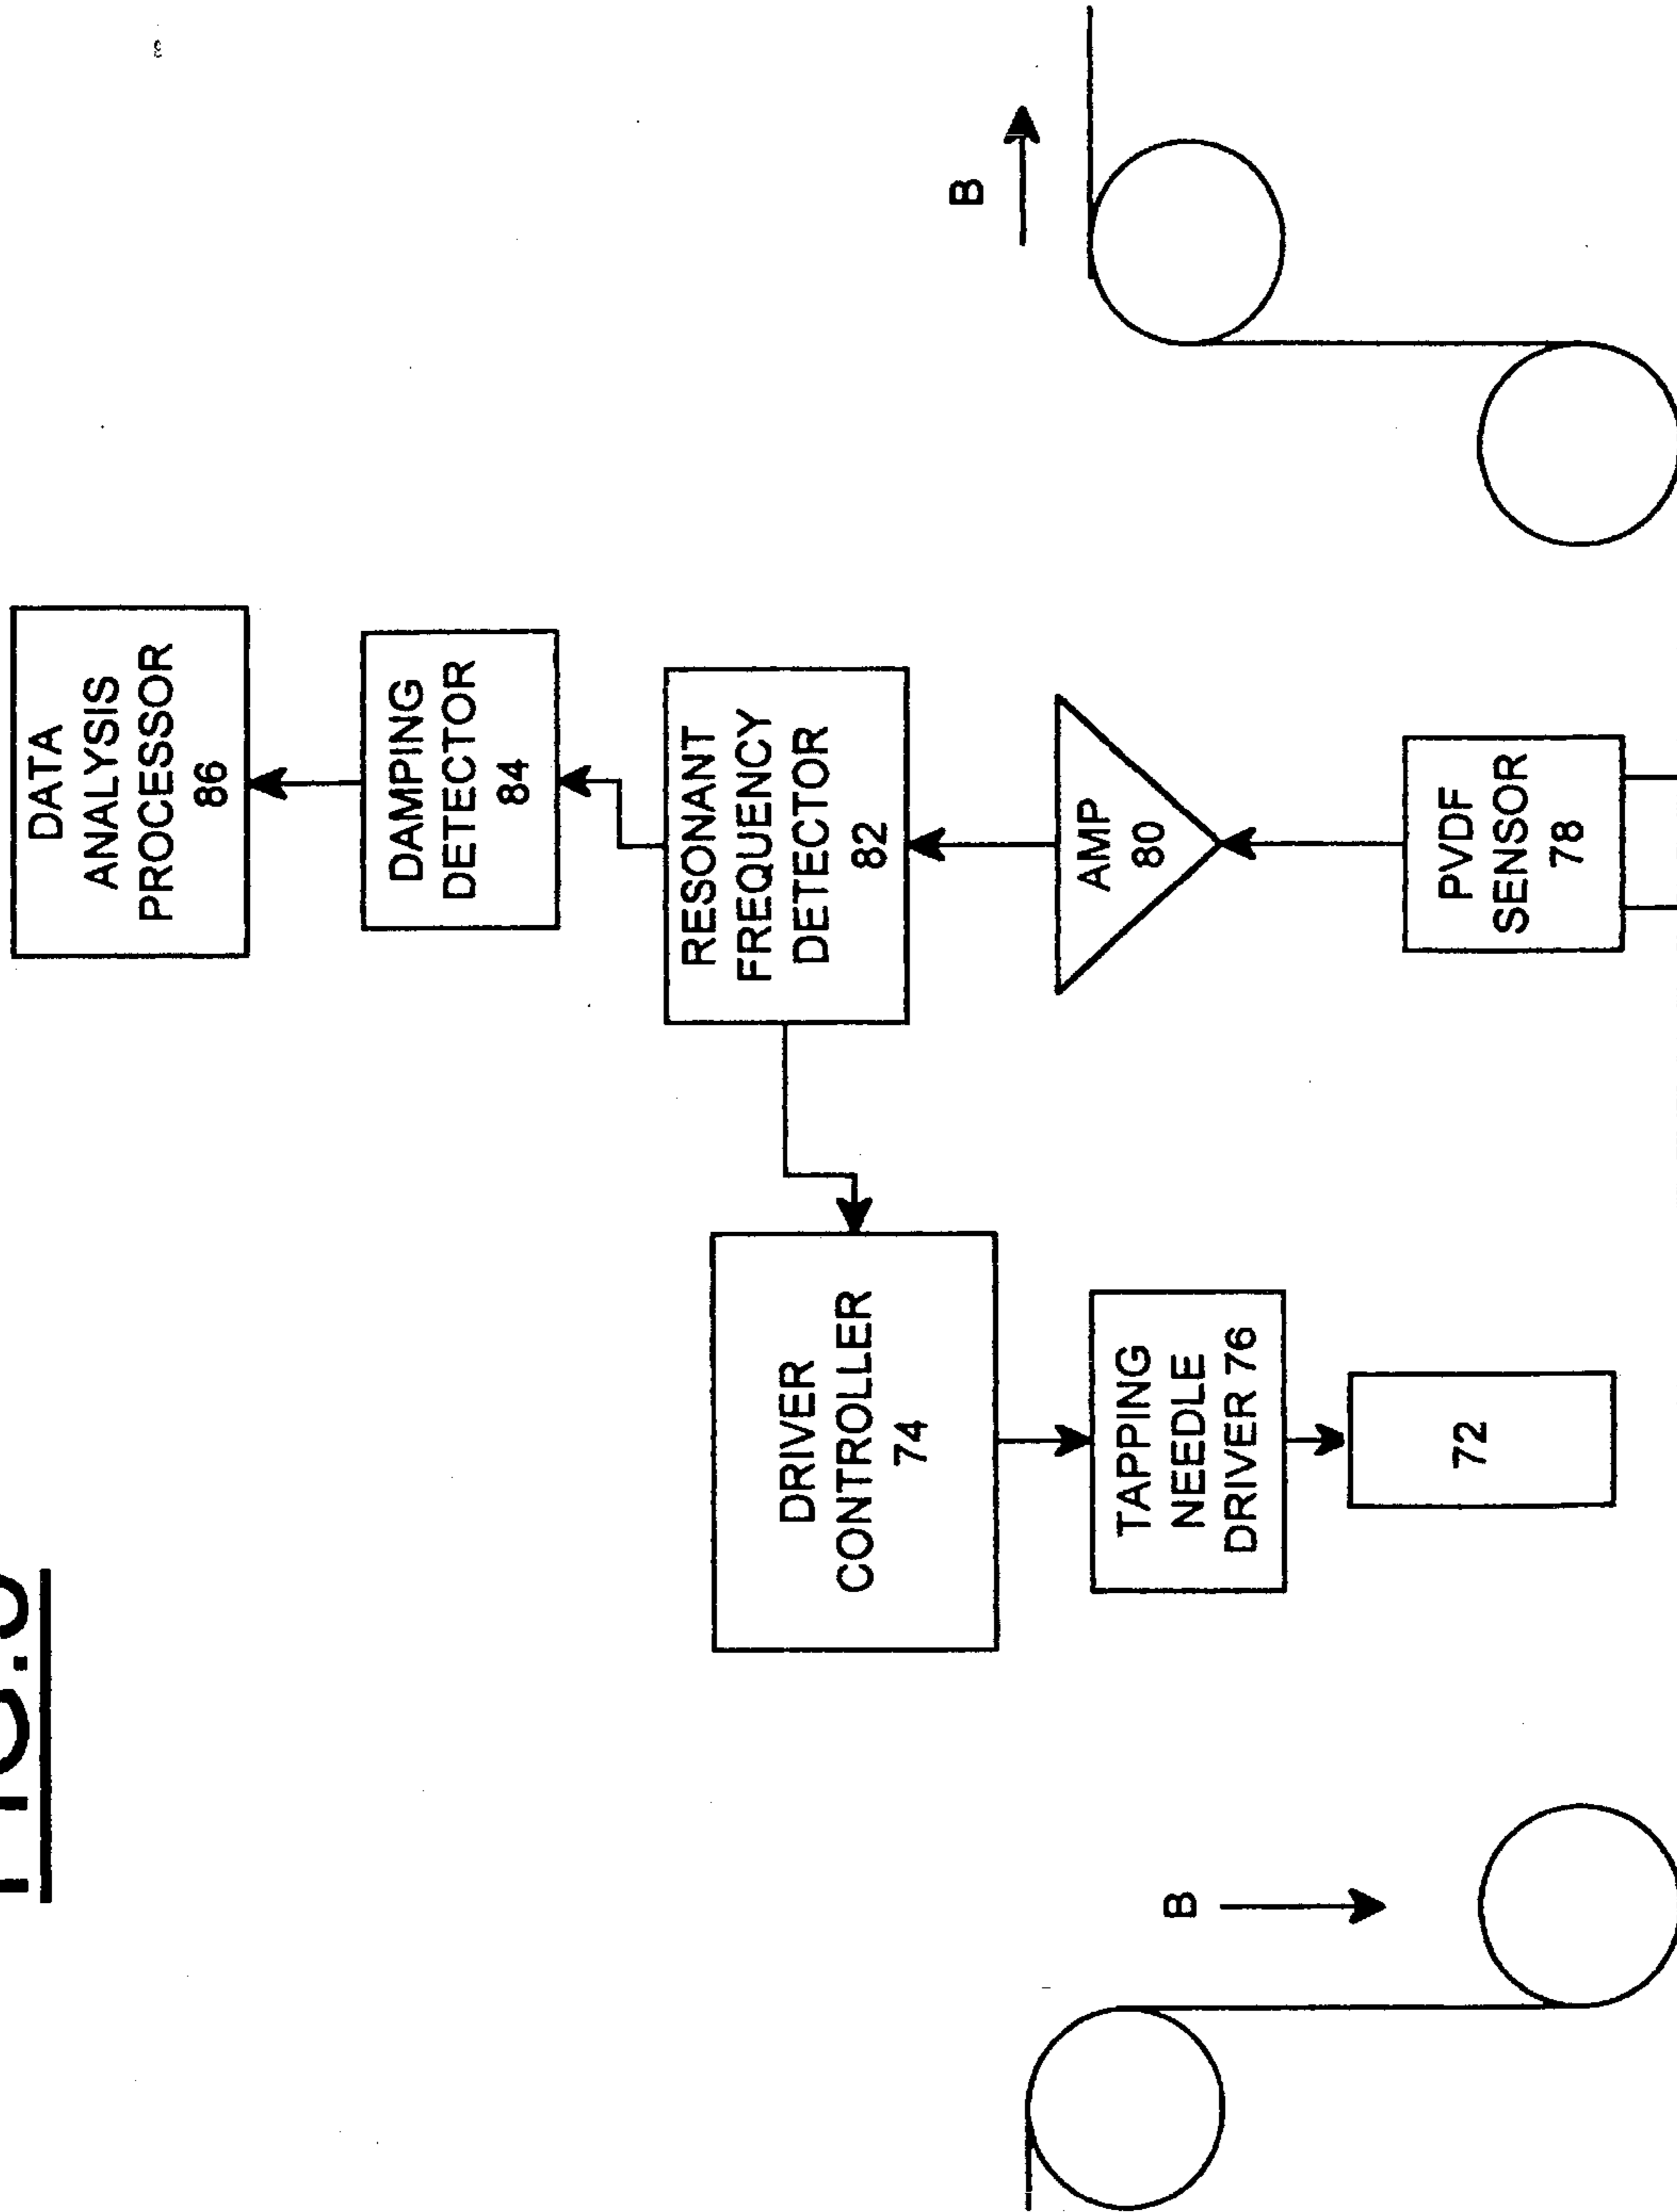 DATA
ANALYSIS
PROCESSOR
86
DAMPING
DETECTOR
84
RESONANT
FREQUENCY
DETECTOR
82
DRIVER
CONTROLLER
74
B
AMP
80
TAPPING
NEEDLE
DRIVER 76
B
72
PVDF
SENSOR
78